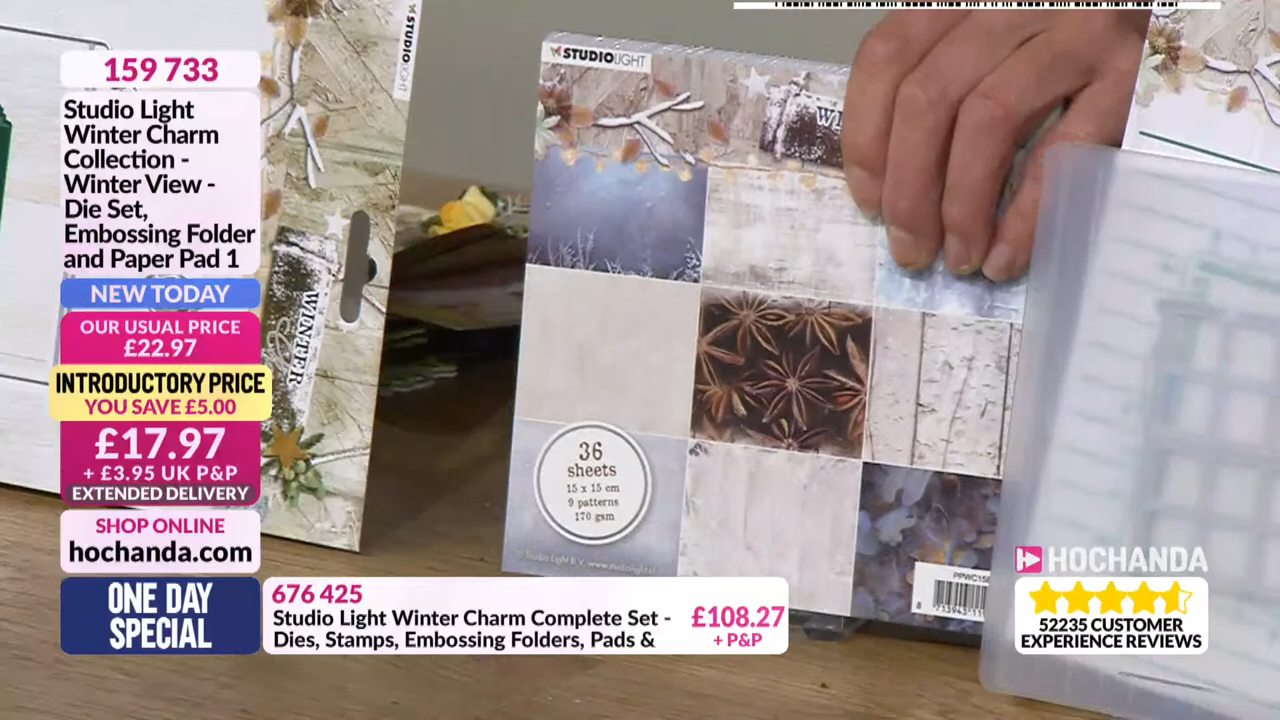 159 733
Studio Light
Winter Charm
Collection -
Winter View -
Die Set,
Embossing Folder
and Paper Pad 1
NEW TODAY
OUR USUAL PRICE
£22.97
INTRODUCTORY PRICE
YOU SAVE £5.00
£17.97
+ £3.95 UK P&P
EXTENDED DELIVERY
SHOP ONLINE
hochanda.com
ONE DAY
SPECIAL
676 425
Studio Light Winter Charm Complete Set -
Dies, Stamps, Embossing Folders, Pads &
£108.27
+ P&P
HOCHANDA
52235 CUSTOMER
EXPERIENCE REVIEWS
STUDIOLIGHT
WINTER
STUDIOLIGHT
36
sheets
15 x 15 cm
9 patterns
170 gsm
© Studio Light B.V.